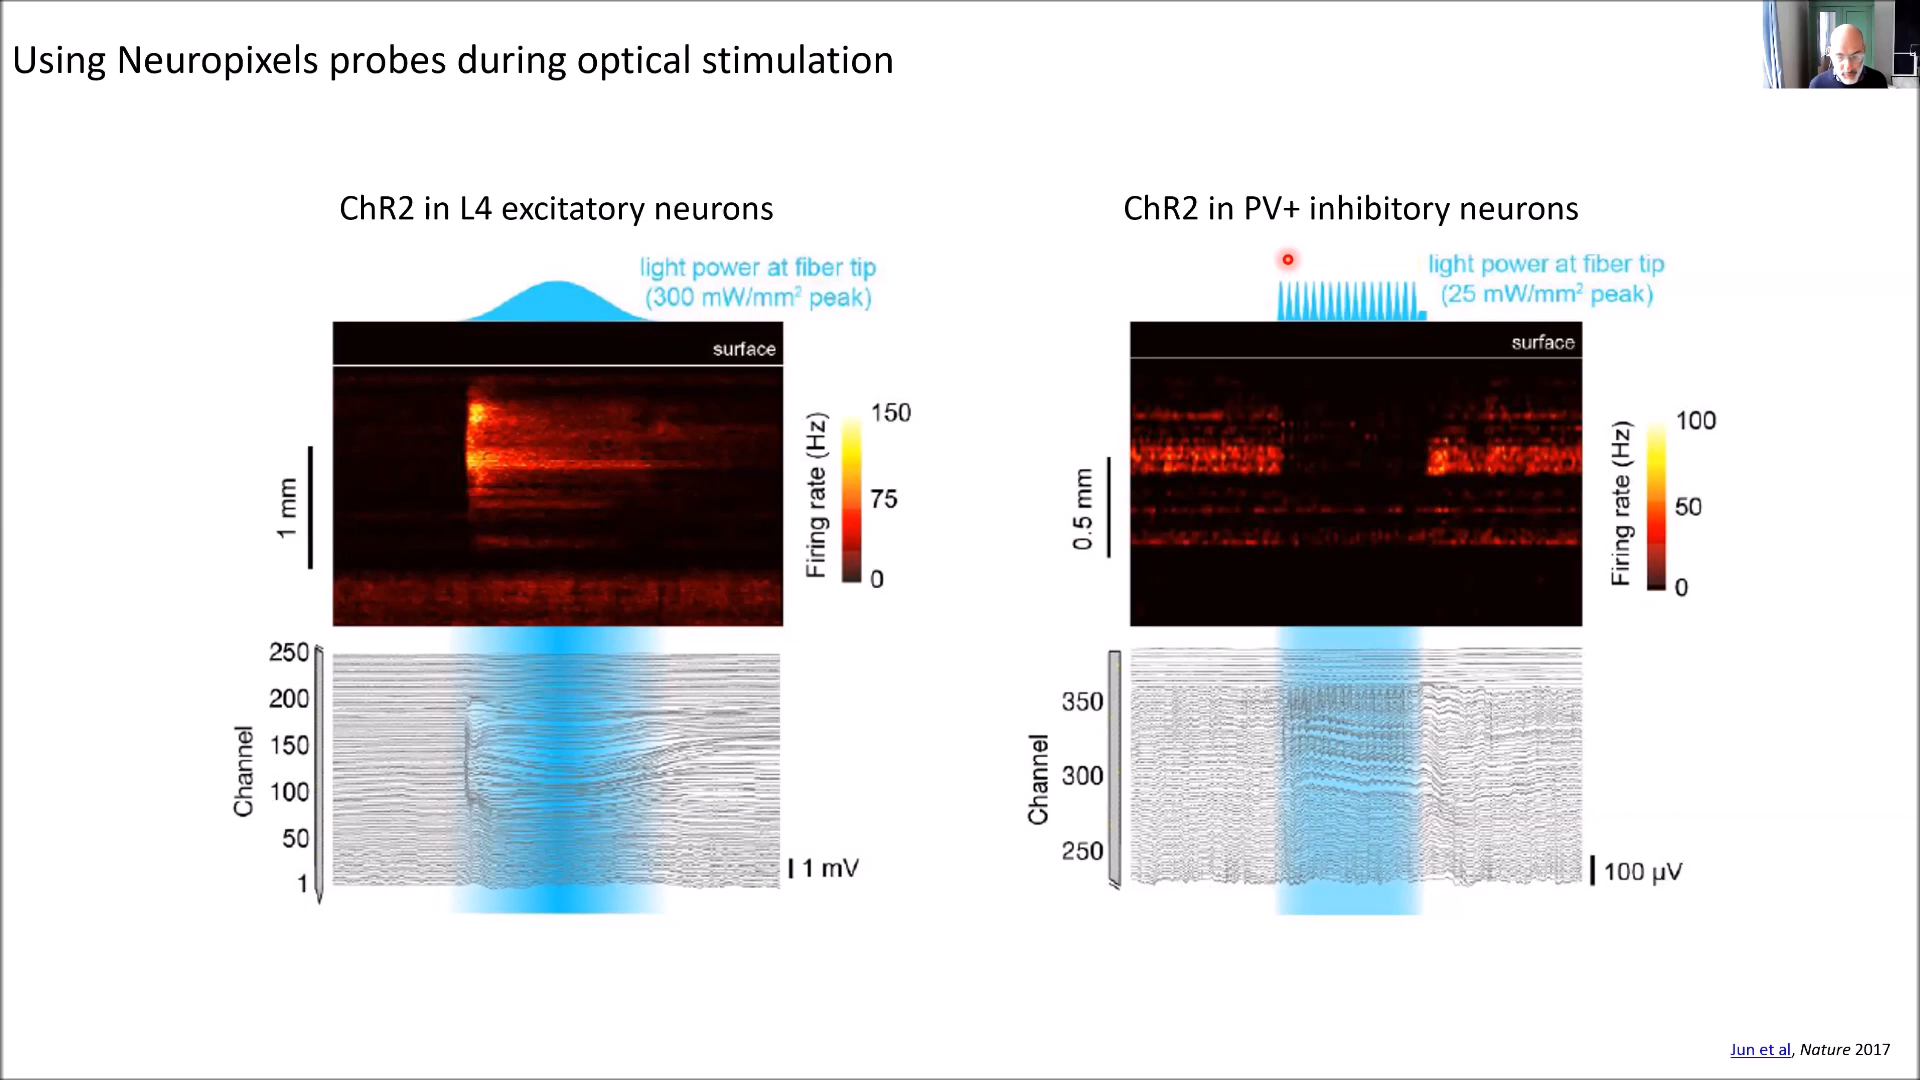 Using Neuropixels probes during optical stimulation
ChR2 in L4 excitatory neurons
light power at fiber tip
(300 mW/mm² peak)
surface
1 mm
Firing rate (Hz)
150
75
0
250
200
150
100
50
1
Channel
1 mV
ChR2 in PV+ inhibitory neurons
light power at fiber tip
(25 mW/mm² peak)
surface
0.5 mm
Firing rate (Hz)
100
50
0
350
300
250
Channel
100 µV
Jun et al, Nature 2017